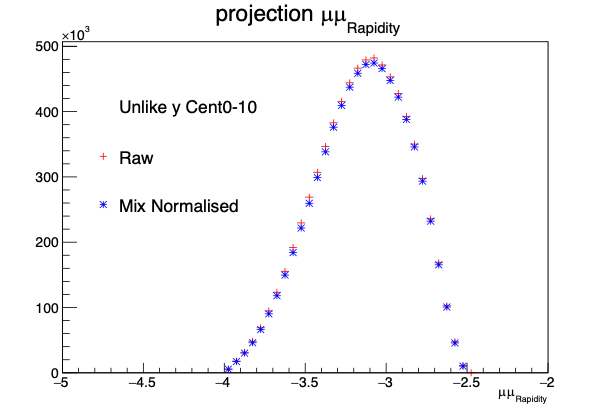 projection μμRapidity
×10³
500
400
300
200
100
0
Unlike y Cent0-10
Raw
Mix Normalised
−5 −4.5 −4 −3.5 −3 −2.5 −2
μμRapidity